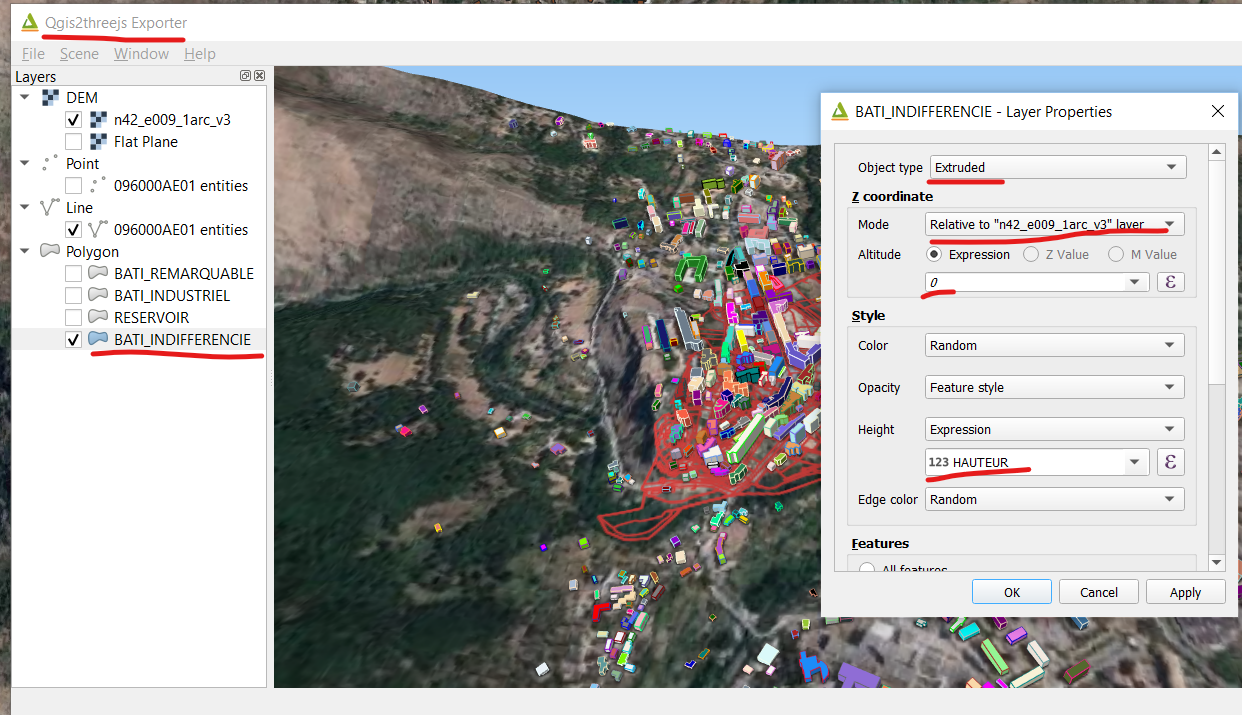 Qgis2threejs Exporter
File Scene Window Help
Layers
DEM
n42_e009_1arc_v3
Flat Plane
Point
096000AE01 entities
Line
096000AE01 entities
Polygon
BATI_REMARQUABLE
BATI_INDUSTRIEL
RESERVOIR
BATI_INDIFFERENCIE
BATI_INDIFFERENCIE - Layer Properties
Object type Extruded
Z coordinate
Mode Relative to "n42_e009_1arc_v3" layer
Altitude Expression Z Value M Value
0 ε
Style
Color Random
Opacity Feature style
Height Expression
123 HAUTEUR ε
Edge color Random
Features
All features
OK Cancel Apply